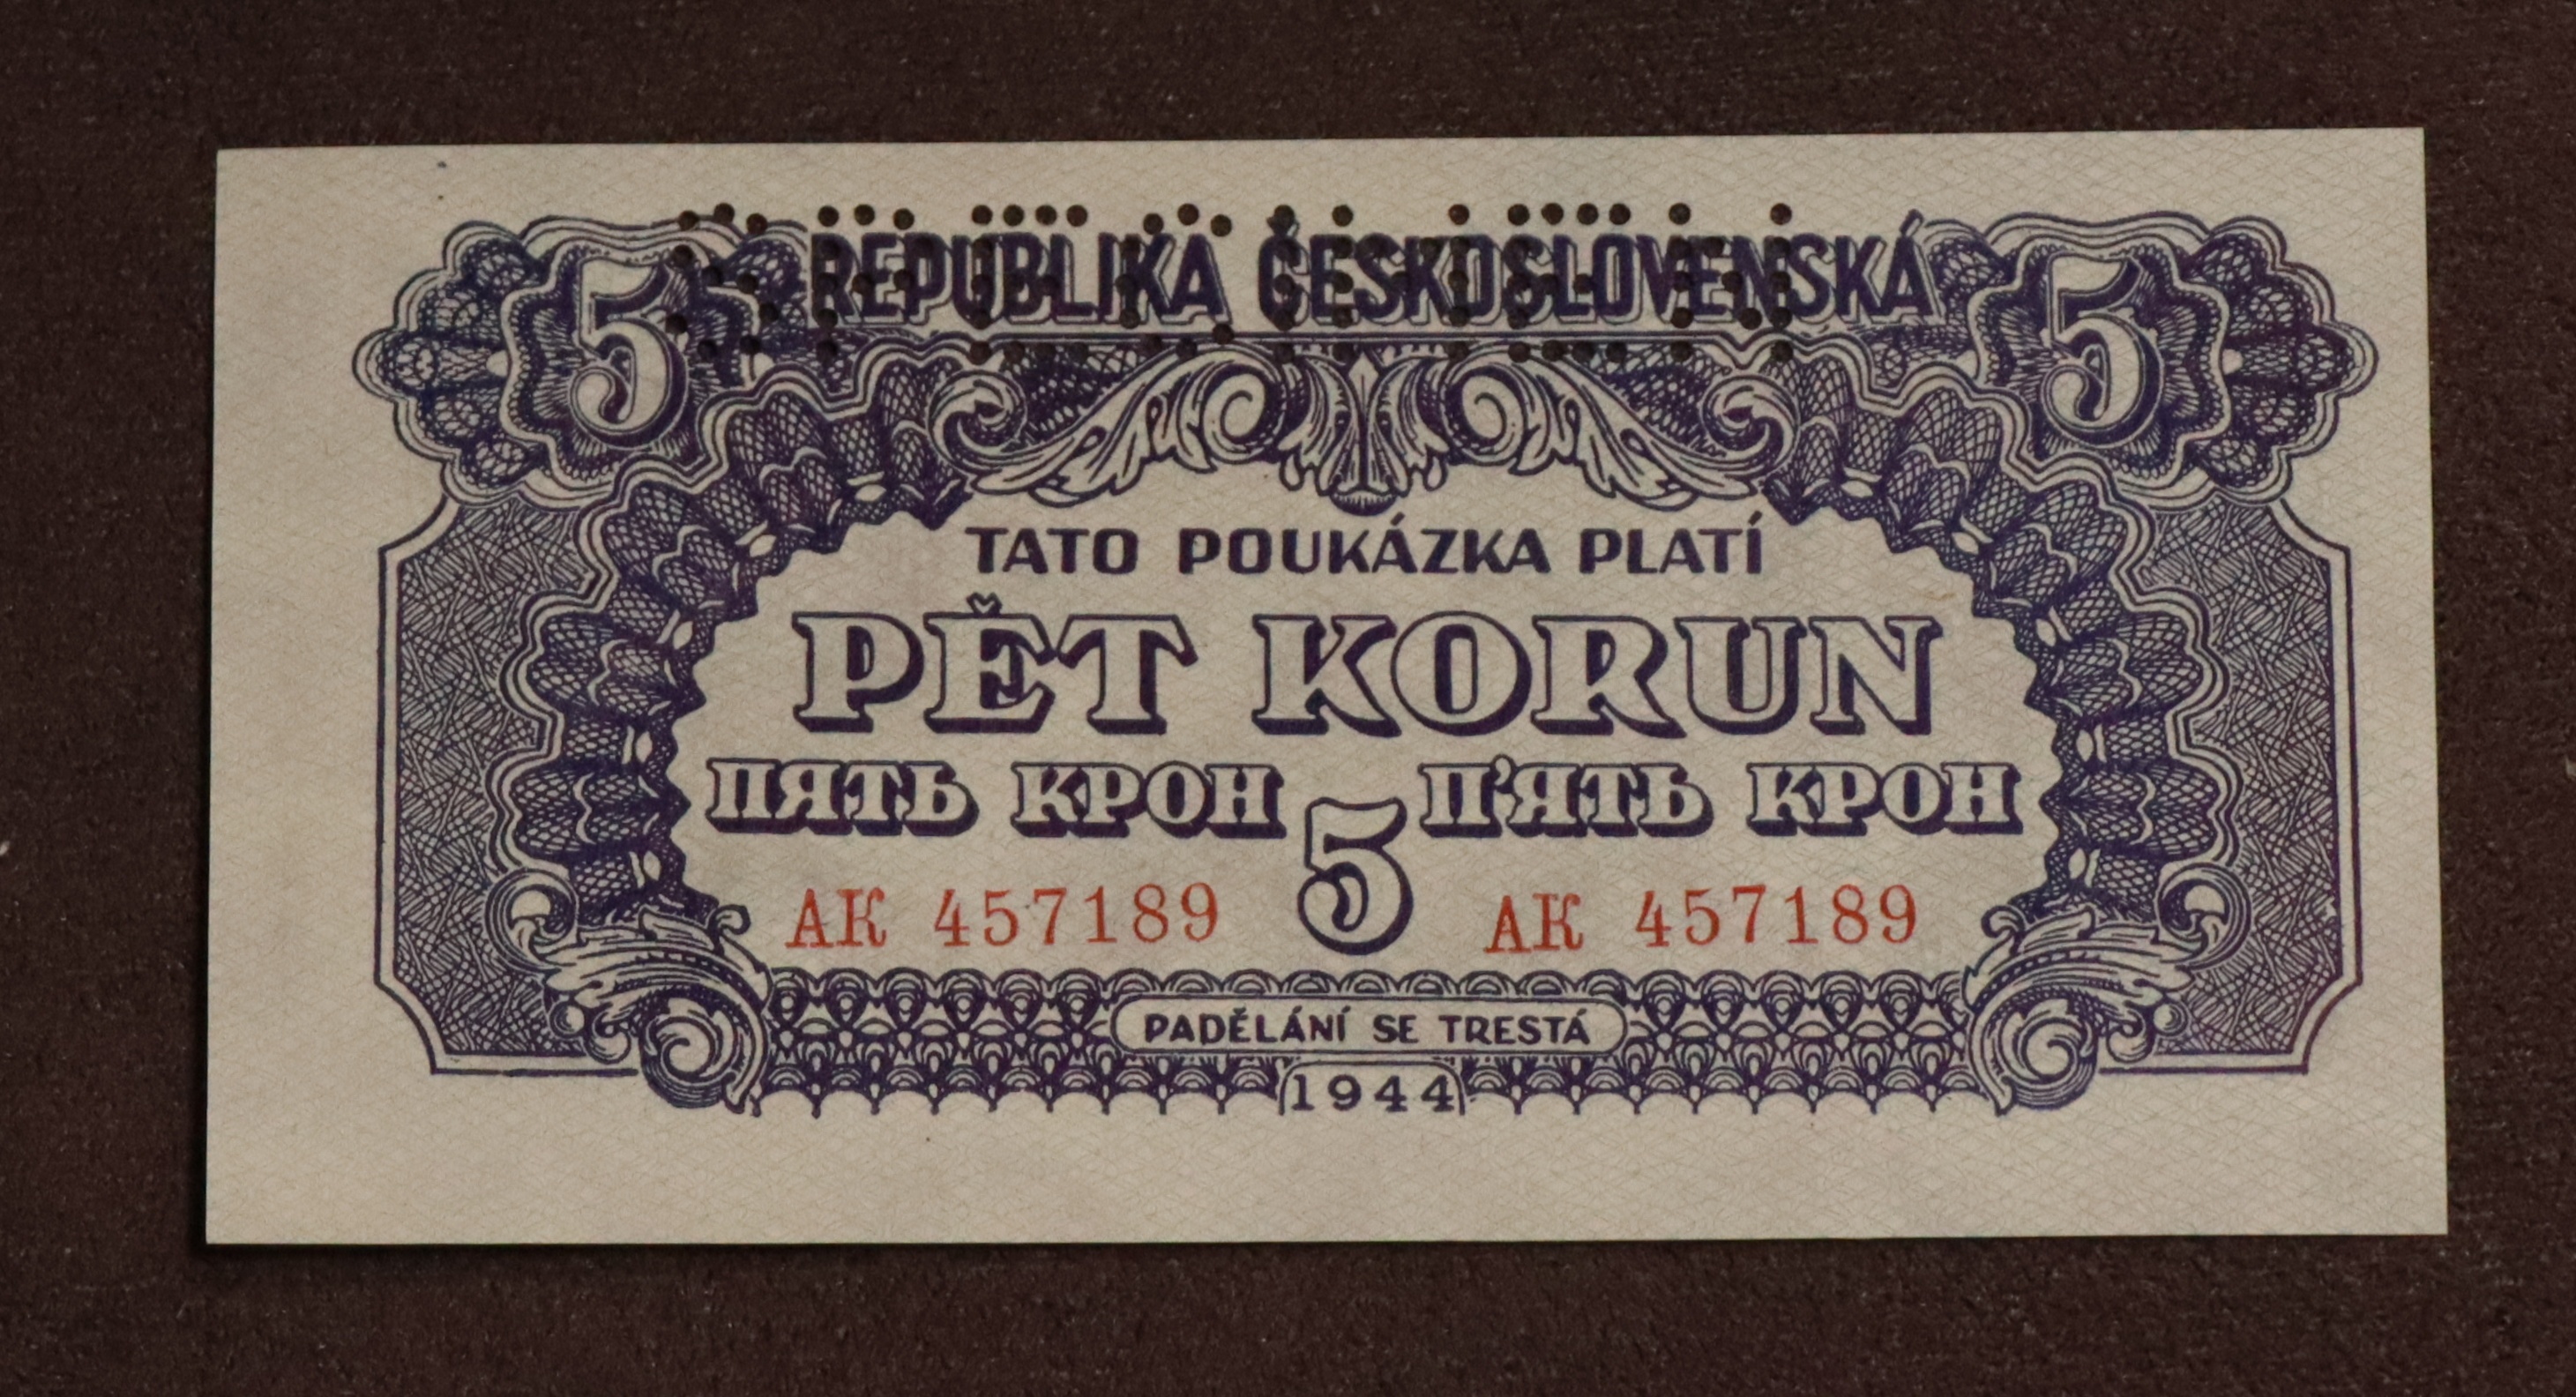 SPECIMEN
5 REPUBLIKA ČESKOSLOVENSKÁ 5
TATO POUKÁZKA PLATÍ
PĚT KORUN
ПЯТЬ КРОН П'ЯТЬ КРОН
5
АК 457189 АК 457189
PADĚLÁNÍ SE TRESTÁ
1944